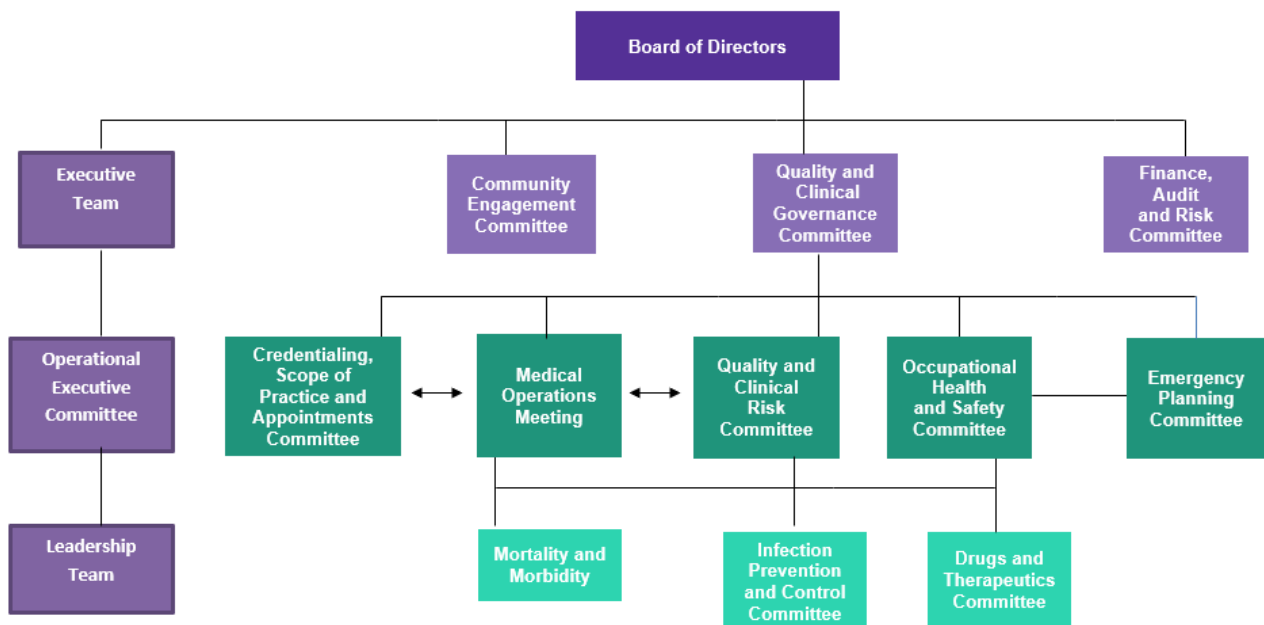 Board of Directors
Executive
Team
Community
Engagement
Committee
Quality and
Clinical
Governance
Committee
Finance,
Audit
and Risk
Committee
Operational
Executive
Committee
Credentialing,
Scope of
Practice and
Appointments
Committee
Medical
Operations
Meeting
Quality and
Clinical
Risk
Committee
Occupational
Health
and Safety
Committee
Emergency
Planning
Committee
Leadership
Team
Mortality and
Morbidity
Infection
Prevention
and Control
Committee
Drugs and
Therapeutics
Committee